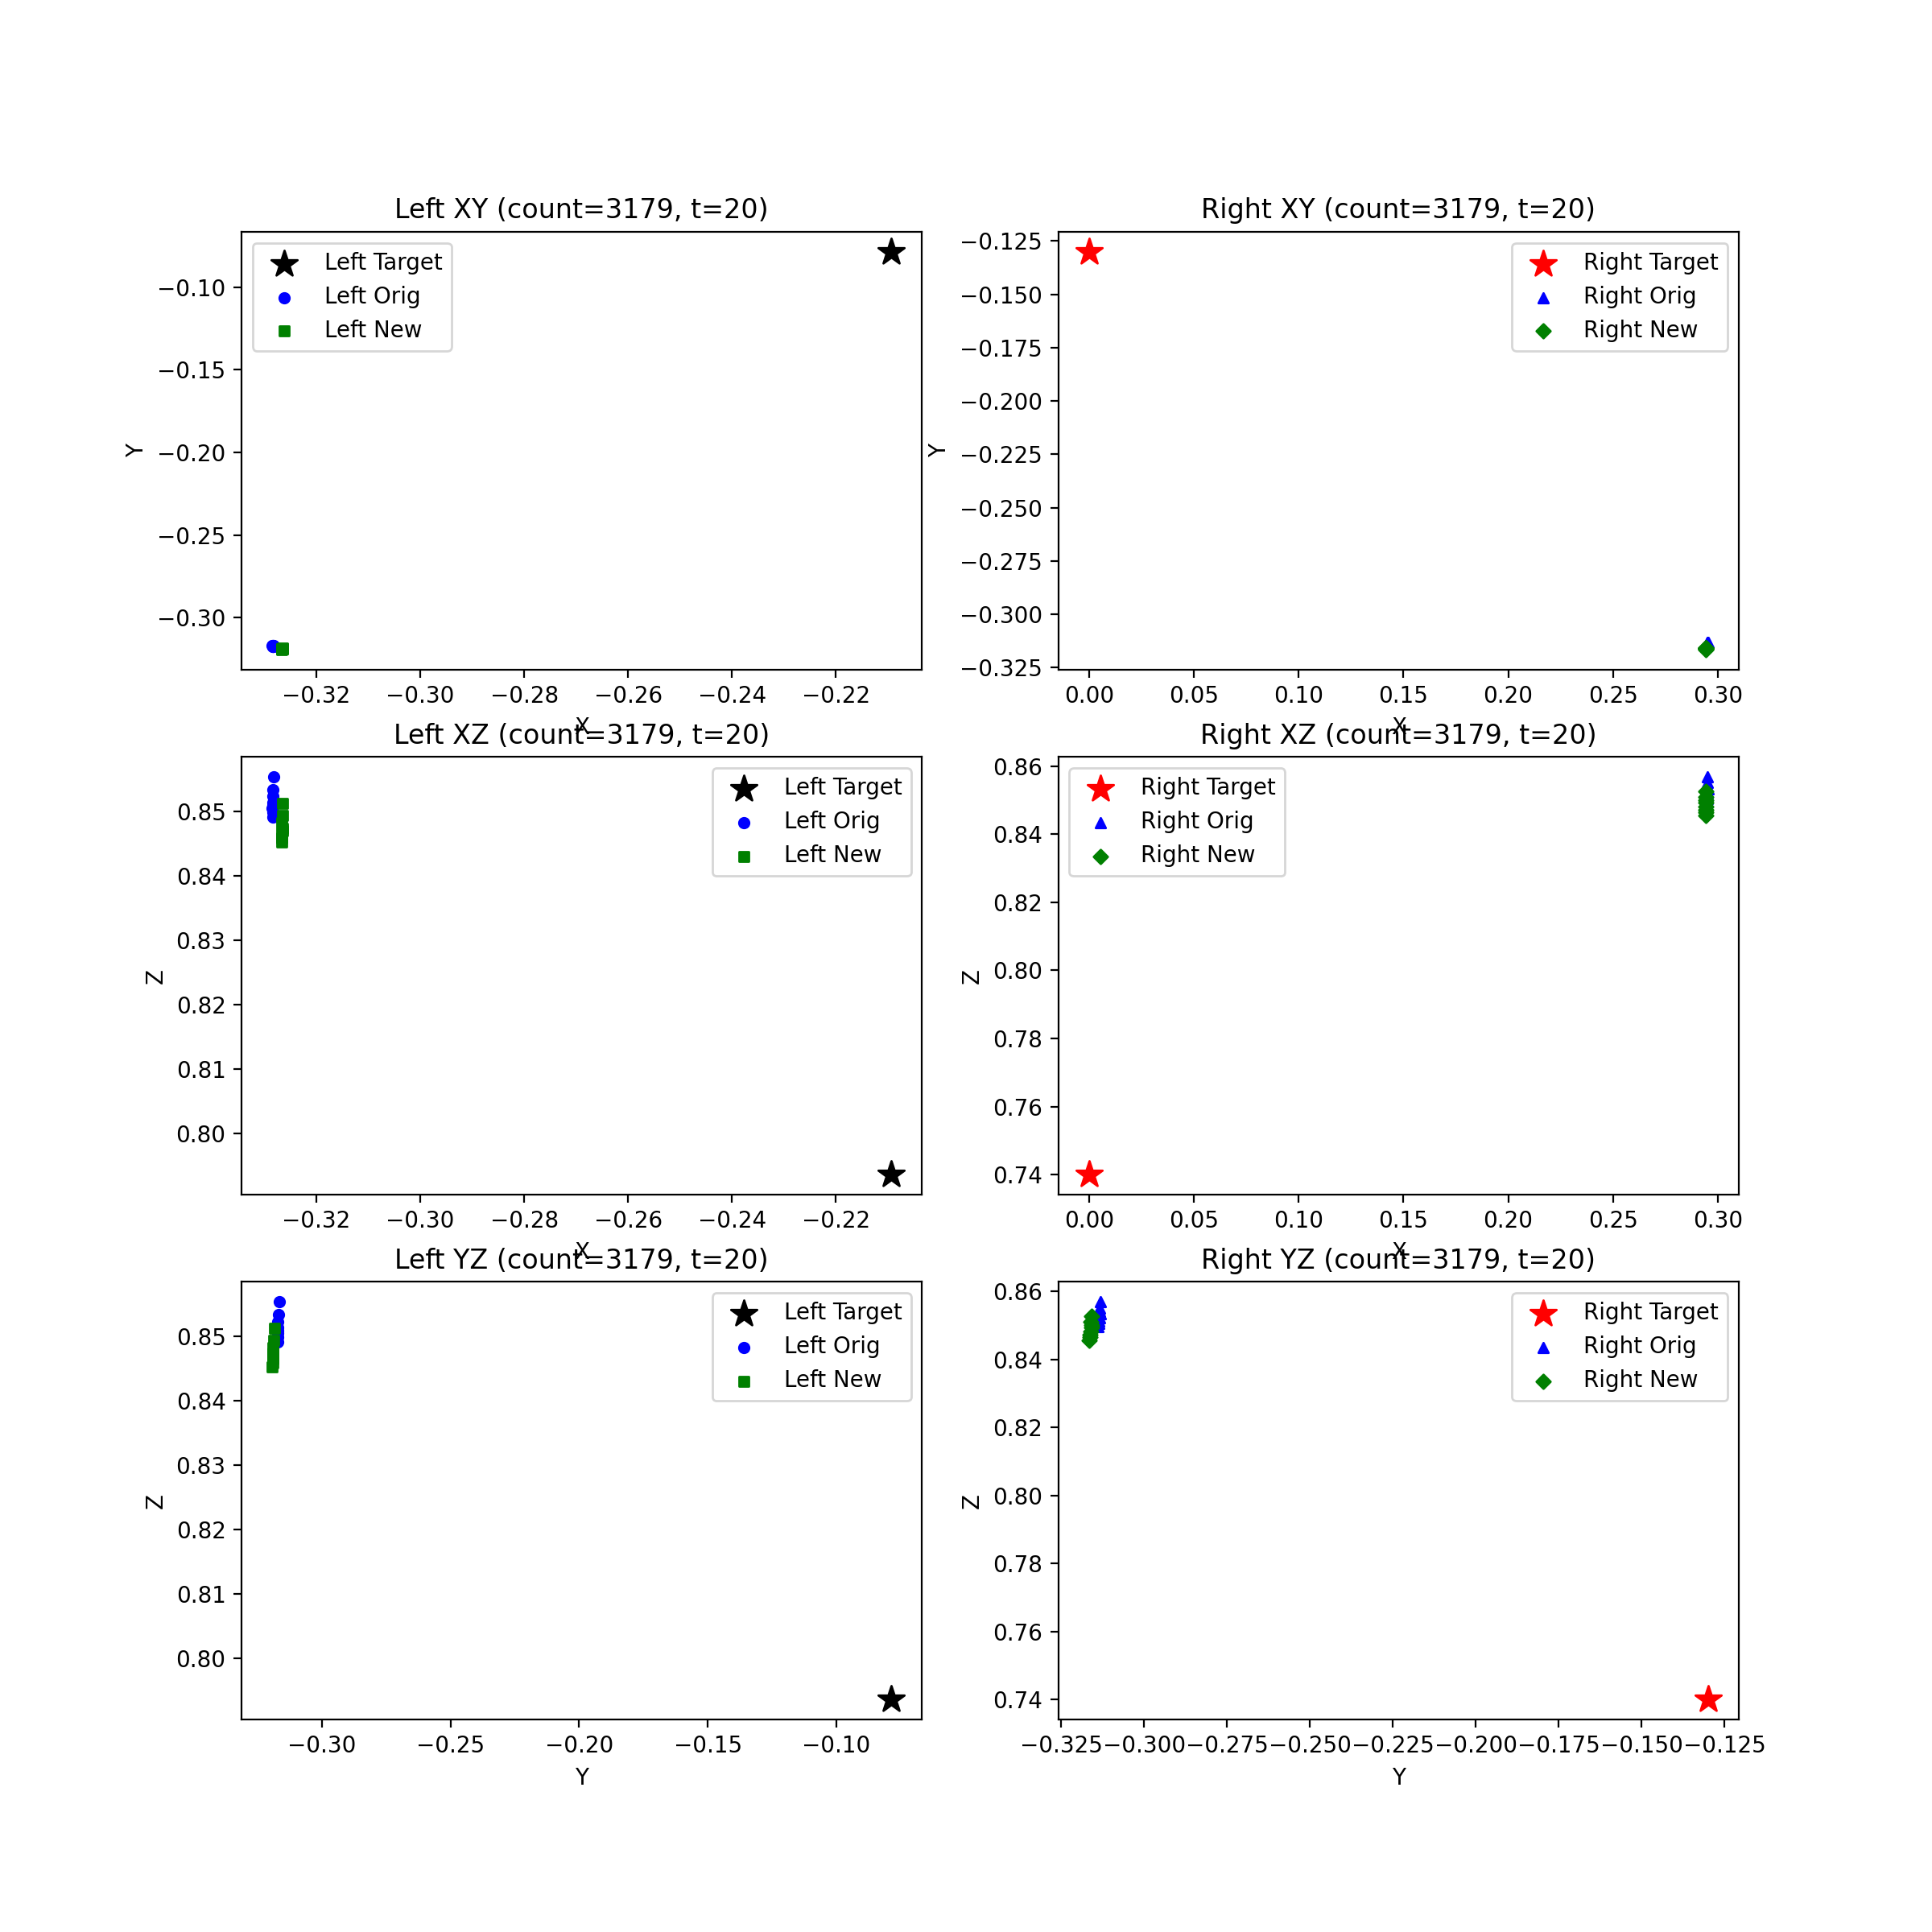 Left XY (count=3179, t=20)
Left Target
Left Orig
Left New
−0.10
−0.15
−0.20
−0.25
−0.30
Y
−0.32 −0.30 −0.28 −0.26 −0.24 −0.22
X
Right XY (count=3179, t=20)
Right Target
Right Orig
Right New
−0.125
−0.150
−0.175
−0.200
−0.225
−0.250
−0.275
−0.300
−0.325
Y
0.00 0.05 0.10 0.15 0.20 0.25 0.30
X
Left XZ (count=3179, t=20)
Left Target
Left Orig
Left New
0.85
0.84
0.83
0.82
0.81
0.80
Z
−0.32 −0.30 −0.28 −0.26 −0.24 −0.22
X
Right XZ (count=3179, t=20)
Right Target
Right Orig
Right New
0.86
0.84
0.82
0.80
0.78
0.76
0.74
Z
0.00 0.05 0.10 0.15 0.20 0.25 0.30
X
Left YZ (count=3179, t=20)
Left Target
Left Orig
Left New
0.85
0.84
0.83
0.82
0.81
0.80
Z
−0.30 −0.25 −0.20 −0.15 −0.10
Y
Right YZ (count=3179, t=20)
Right Target
Right Orig
Right New
0.86
0.84
0.82
0.80
0.78
0.76
0.74
Z
−0.325 −0.300 −0.275 −0.250 −0.225 −0.200 −0.175 −0.150 −0.125
Y